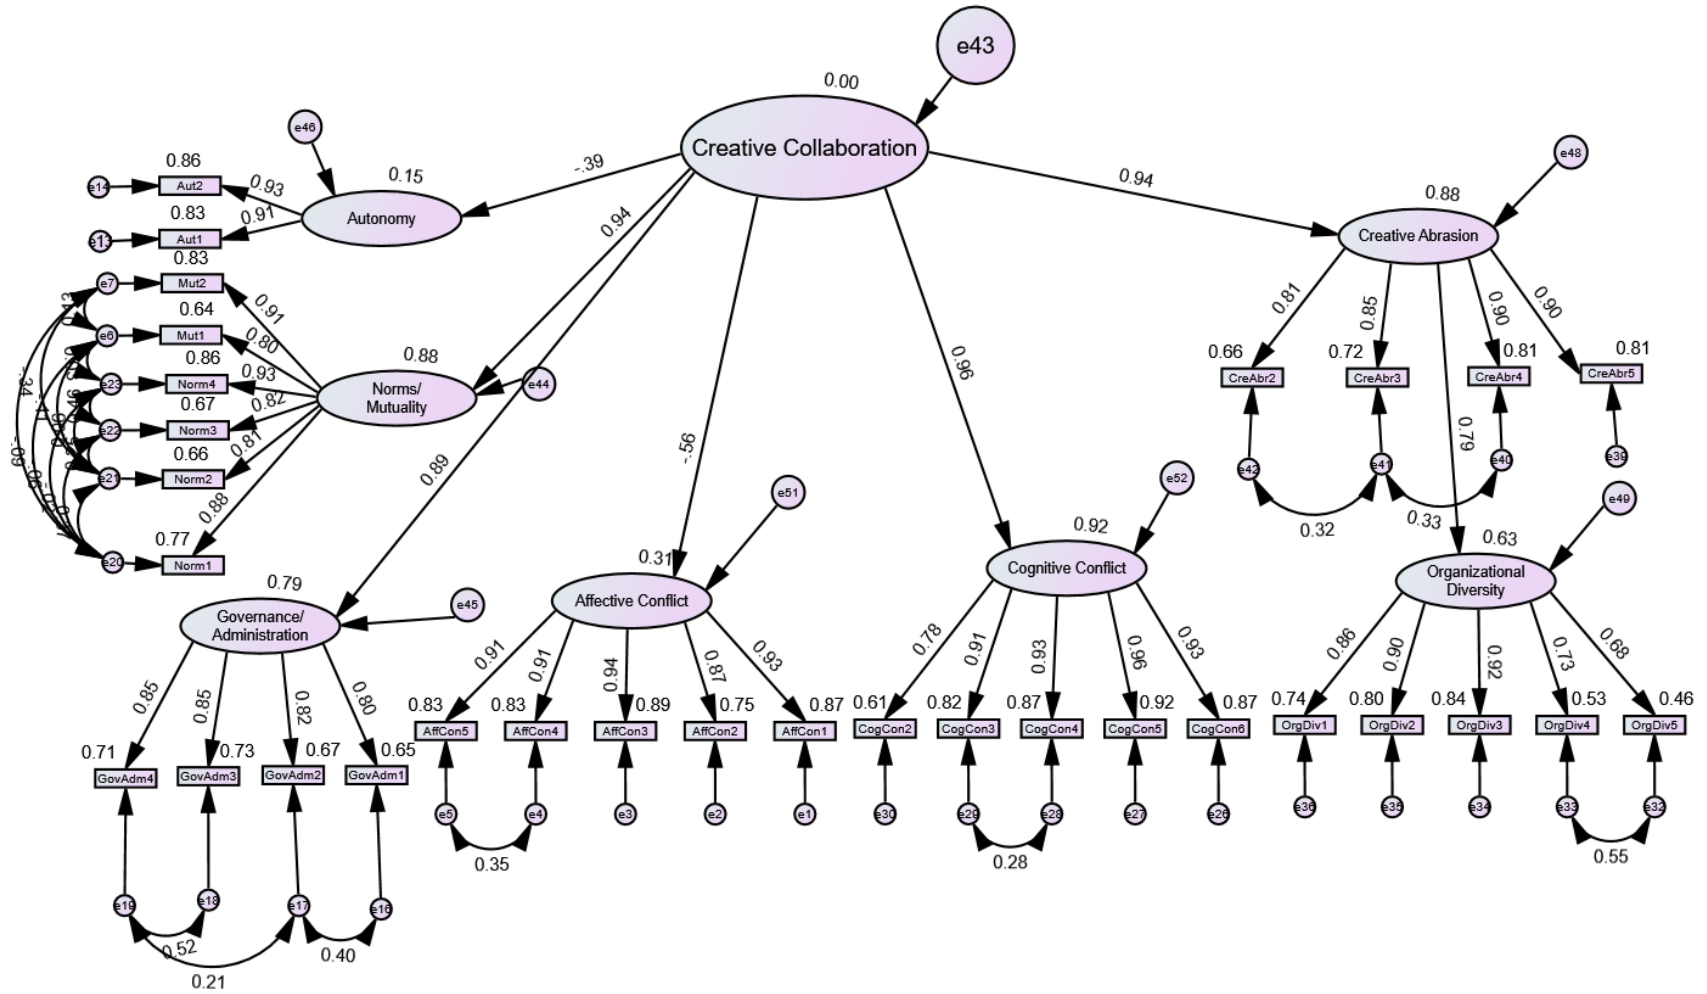 e43
0.00
Creative Collaboration
e46
0.15
Autonomy
-.39
0.86
e14
Aut2
0.93
0.83
e13
Aut1
0.91
0.83
e7
Mut2
0.91
0.64
e6
Mut1
0.80
0.86
e23
Norm4
0.93
0.67
e22
Norm3
0.82
0.66
e21
Norm2
0.81
0.77
e20
Norm1
0.88
0.88
Norms/
Mutuality
e44
0.94
0.89
-.56
0.96
0.94
e48
0.88
Creative Abrasion
0.81
0.85
0.90
0.90
0.79
0.66
CreAbr2
0.72
CreAbr3
0.81
CreAbr4
0.81
CreAbr5
e42
e41
e40
e39
0.32
0.33
e49
0.63
Organizational
Diversity
0.86
0.90
0.92
0.73
0.68
0.74
OrgDiv1
0.80
OrgDiv2
0.84
OrgDiv3
0.53
OrgDiv4
0.46
OrgDiv5
e36
e35
e34
e33
e32
0.55
e52
0.92
Cognitive Conflict
0.78
0.91
0.93
0.96
0.93
0.61
CogCon2
0.82
CogCon3
0.87
CogCon4
0.92
CogCon5
0.87
CogCon6
e30
e29
e28
e27
e26
0.28
e51
0.31
Affective Conflict
0.91
0.91
0.94
0.87
0.93
0.83
AffCon5
0.83
AffCon4
0.89
AffCon3
0.75
AffCon2
0.87
AffCon1
e5
e4
e3
e2
e1
0.35
e45
0.79
Governance/
Administration
0.85
0.85
0.82
0.80
0.71
GovAdm4
0.73
GovAdm3
0.67
GovAdm2
0.65
GovAdm1
e19
e18
e17
e16
0.52
0.40
0.21